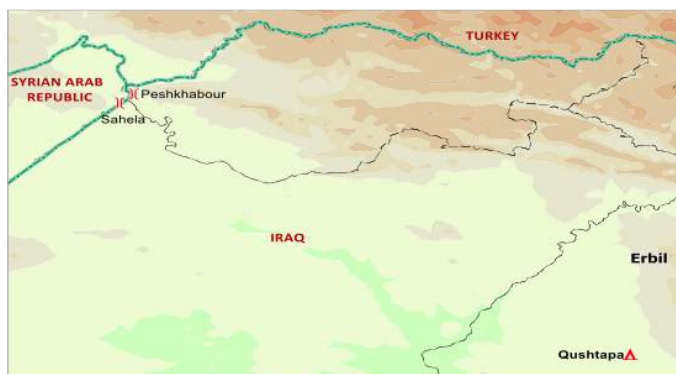 TURKEY
SYRIAN ARAB
REPUBLIC
Peshkhabour
Sahela
IRAQ
Erbil
Qushtapa